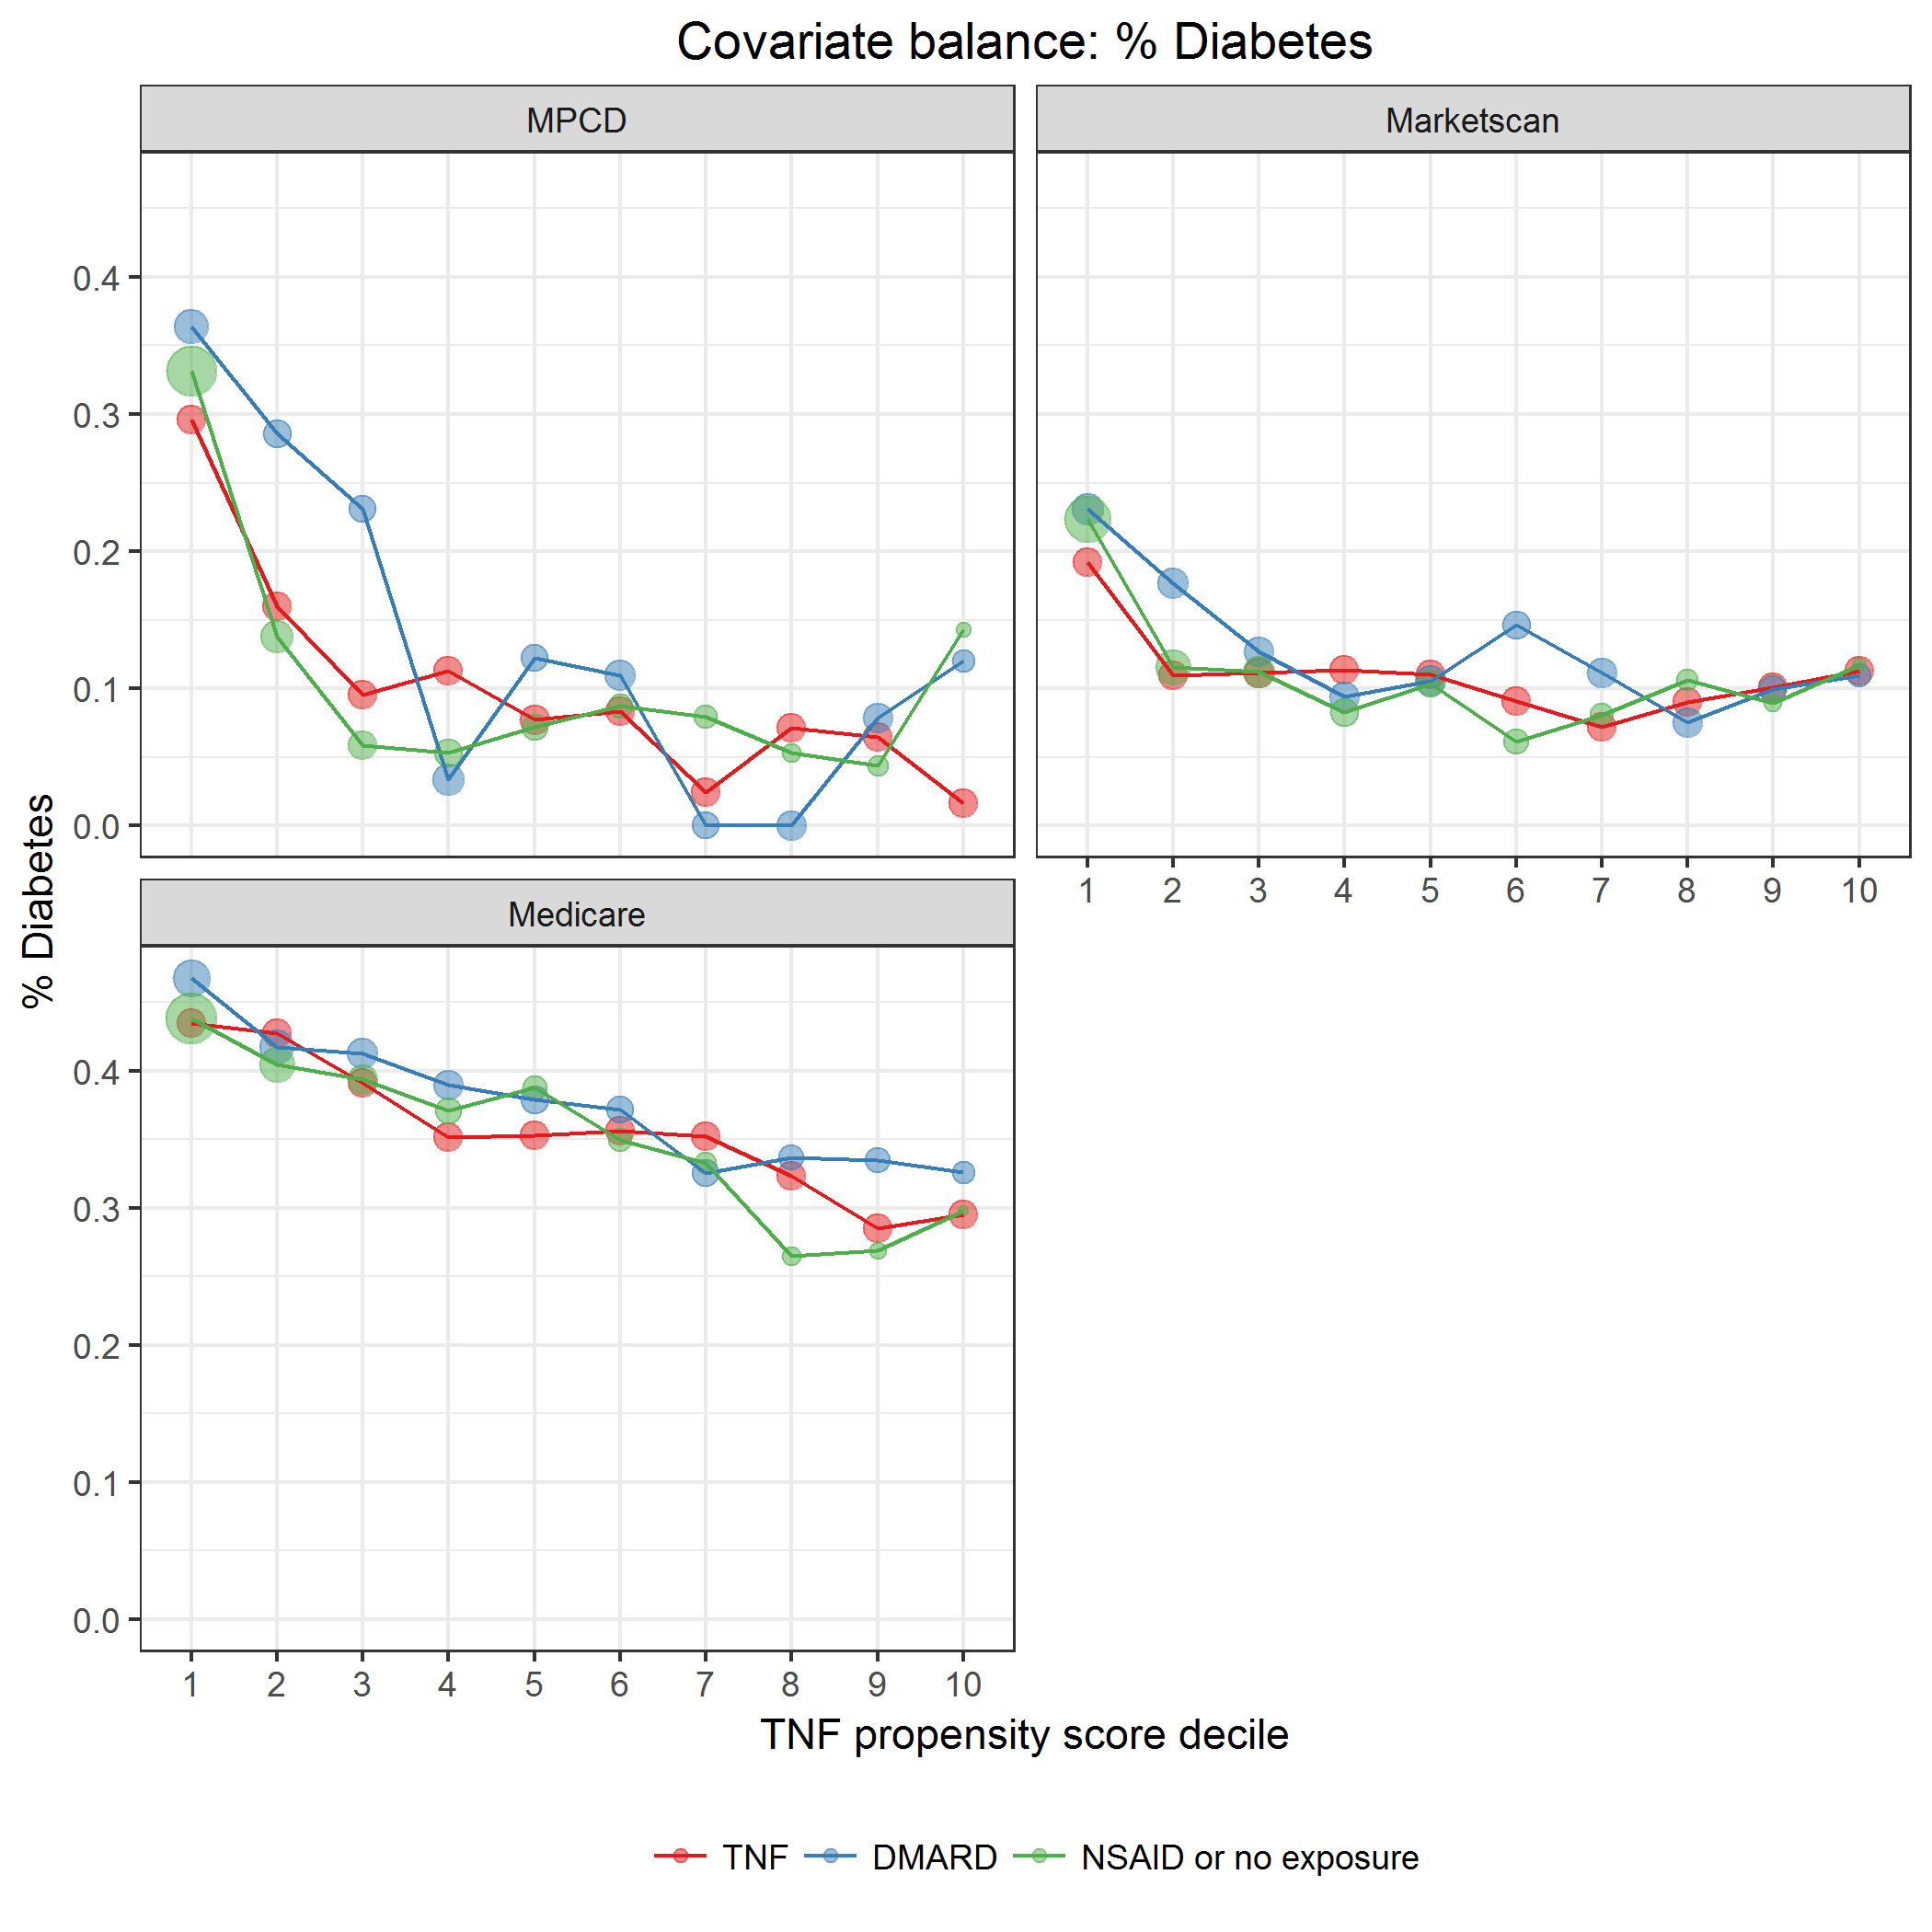 Covariate balance: % Diabetes
MPCD
Marketscan
0.4
0.3
0.2
0.1
0.0
1 2 3 4 5 6 7 8 9 10
% Diabetes
Medicare
0.4
0.3
0.2
0.1
0.0
1 2 3 4 5 6 7 8 9 10
TNF propensity score decile
TNF DMARD NSAID or no exposure